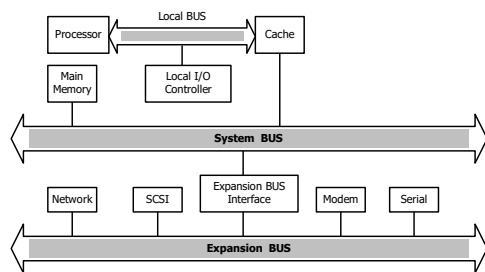 Local BUS
Processor
Cache
Main
Memory
Local I/O
Controller
System BUS
Network
SCSI
Expansion BUS
Interface
Modem
Serial
Expansion BUS